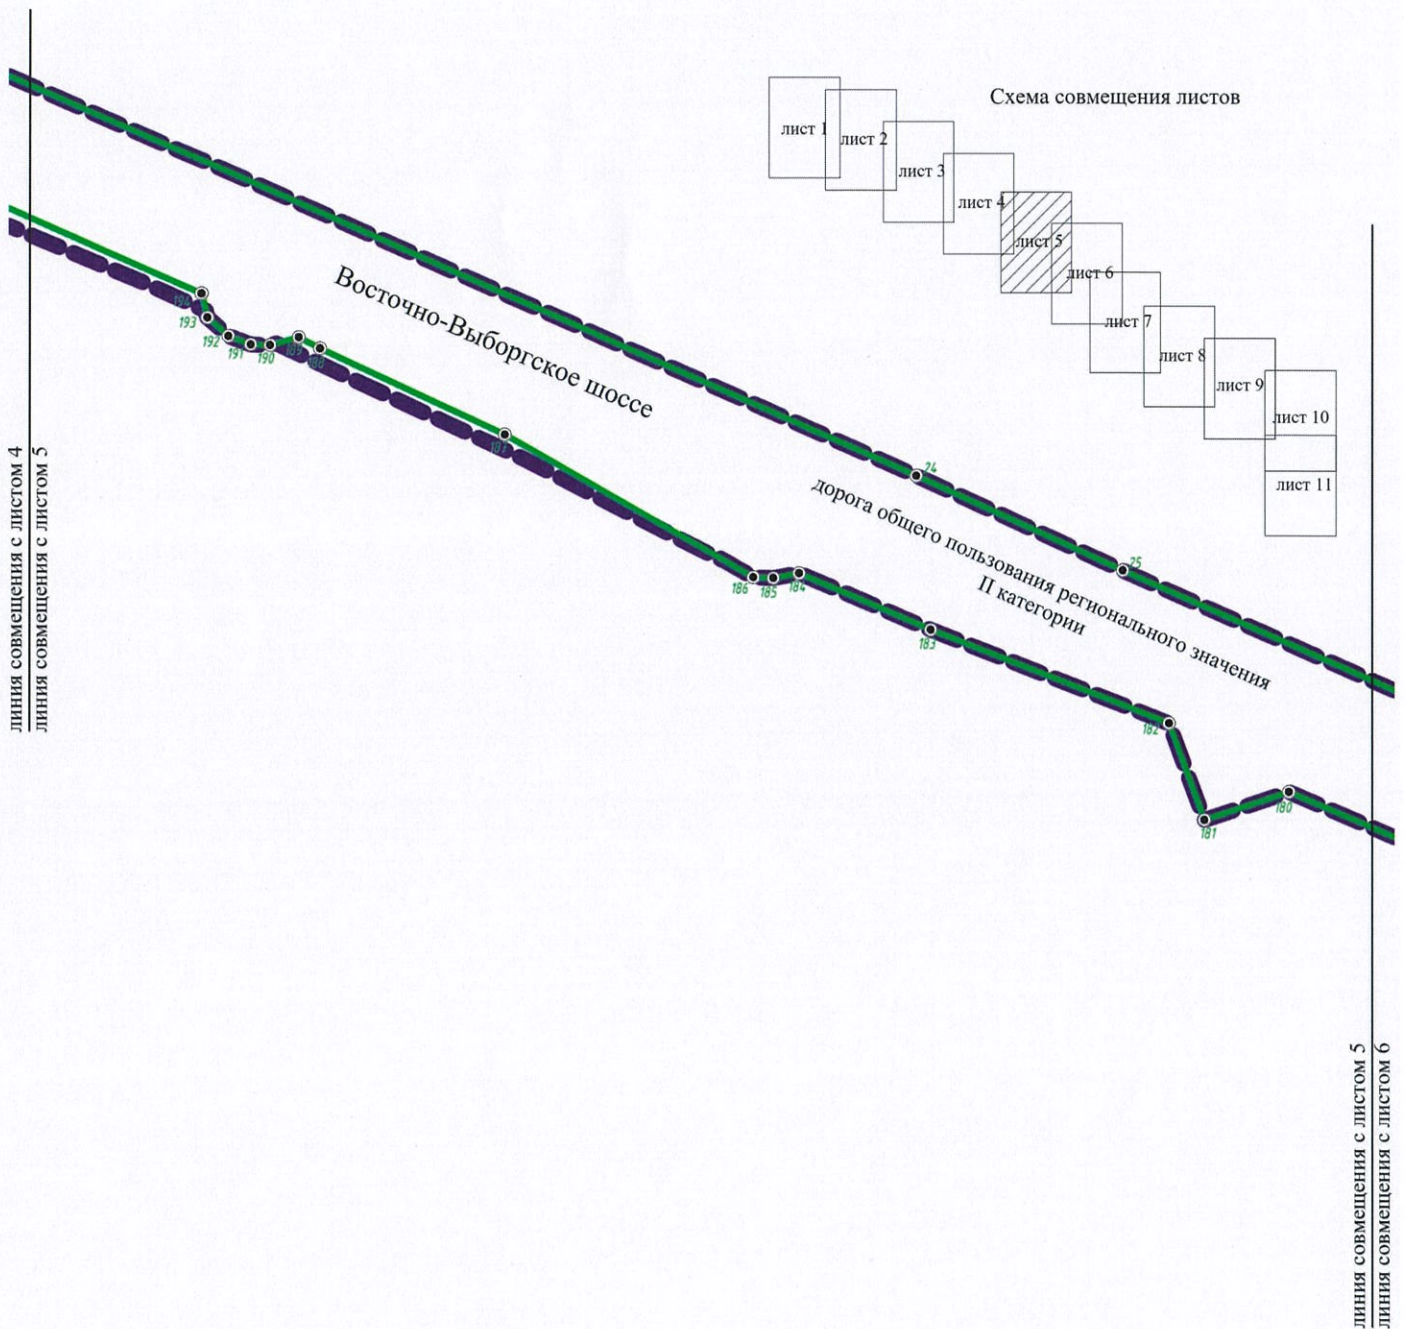 Схема совмещения листов
лист 1
лист 2
лист 3
лист 4
лист 5
лист 6
лист 7
лист 8
лист 9
лист 10
лист 11
Восточно-Выборгское шоссе
дорога общего пользования регионального значения
II категории
194
193
192
191
190
189
188
187
186
185
184
183
182
181
180
24
25
линия совмещения с листом 4
линия совмещения с листом 5
линия совмещения с листом 5
линия совмещения с листом 6